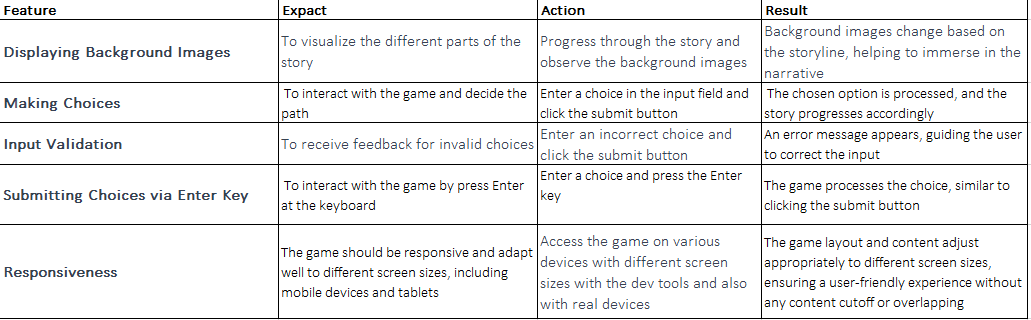 Feature Expact Action Result
Displaying Background Images
To visualize the different parts of the
story
Progress through the story and
observe the background images
Background images change based on
the storyline, helping to immerse in the
narrative
Making Choices
To interact with the game and decide the
path
Enter a choice in the input field and
click the submit button
The chosen option is processed, and the
story progresses accordingly
Input Validation
To receive feedback for invalid choices
Enter an incorrect choice and
click the submit button
An error message appears, guiding the user
to correct the input
Submitting Choices via Enter Key
To interact with the game by press Enter
at the keyboard
Enter a choice and press the Enter
key
The game processes the choice, similar to
clicking the submit button
Responsiveness
The game should be responsive and adapt
well to different screen sizes, including
mobile devices and tablets
Access the game on various
devices with different screen
sizes with the dev tools and also
with real devices
The game layout and content adjust
appropriately to different screen sizes,
ensuring a user-friendly experience without
any content cutoff or overlapping